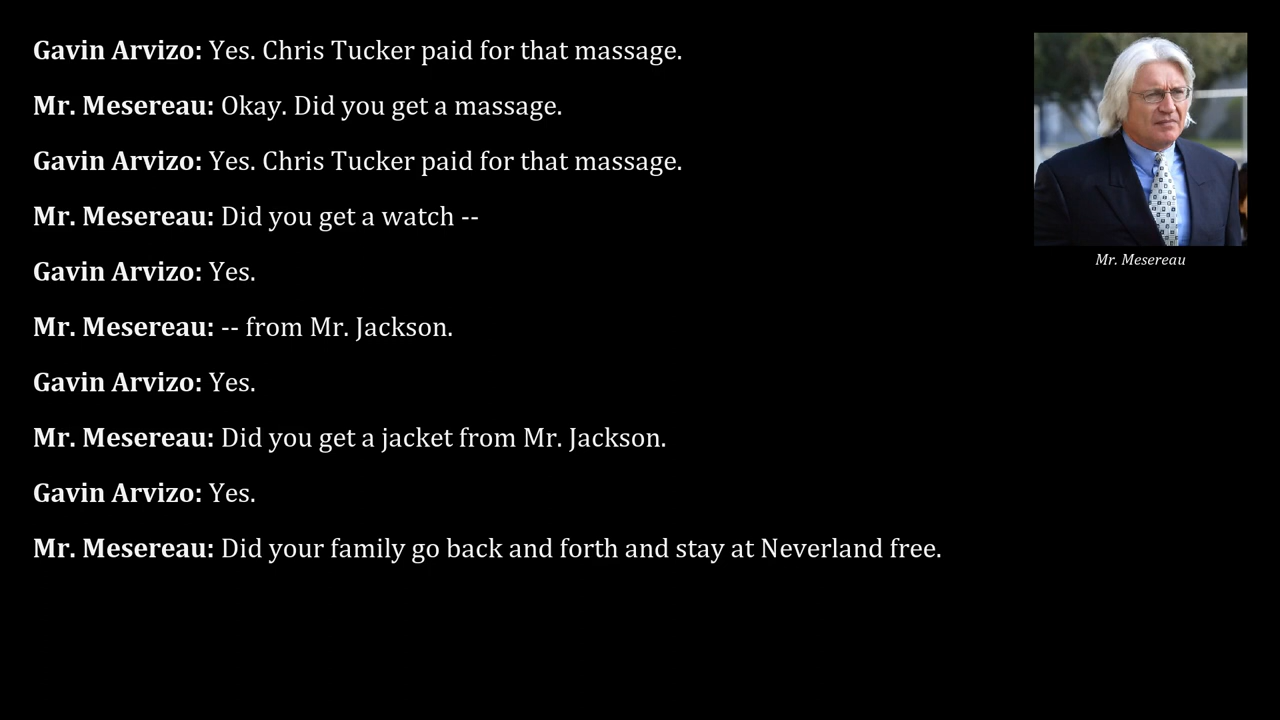 Gavin Arvizo: Yes. Chris Tucker paid for that massage.
Mr. Mesereau: Okay. Did you get a massage.
Gavin Arvizo: Yes. Chris Tucker paid for that massage.
Mr. Mesereau: Did you get a watch --
Gavin Arvizo: Yes.
Mr. Mesereau: -- from Mr. Jackson.
Gavin Arvizo: Yes.
Mr. Mesereau: Did you get a jacket from Mr. Jackson.
Gavin Arvizo: Yes.
Mr. Mesereau: Did your family go back and forth and stay at Neverland free.
Mr. Mesereau